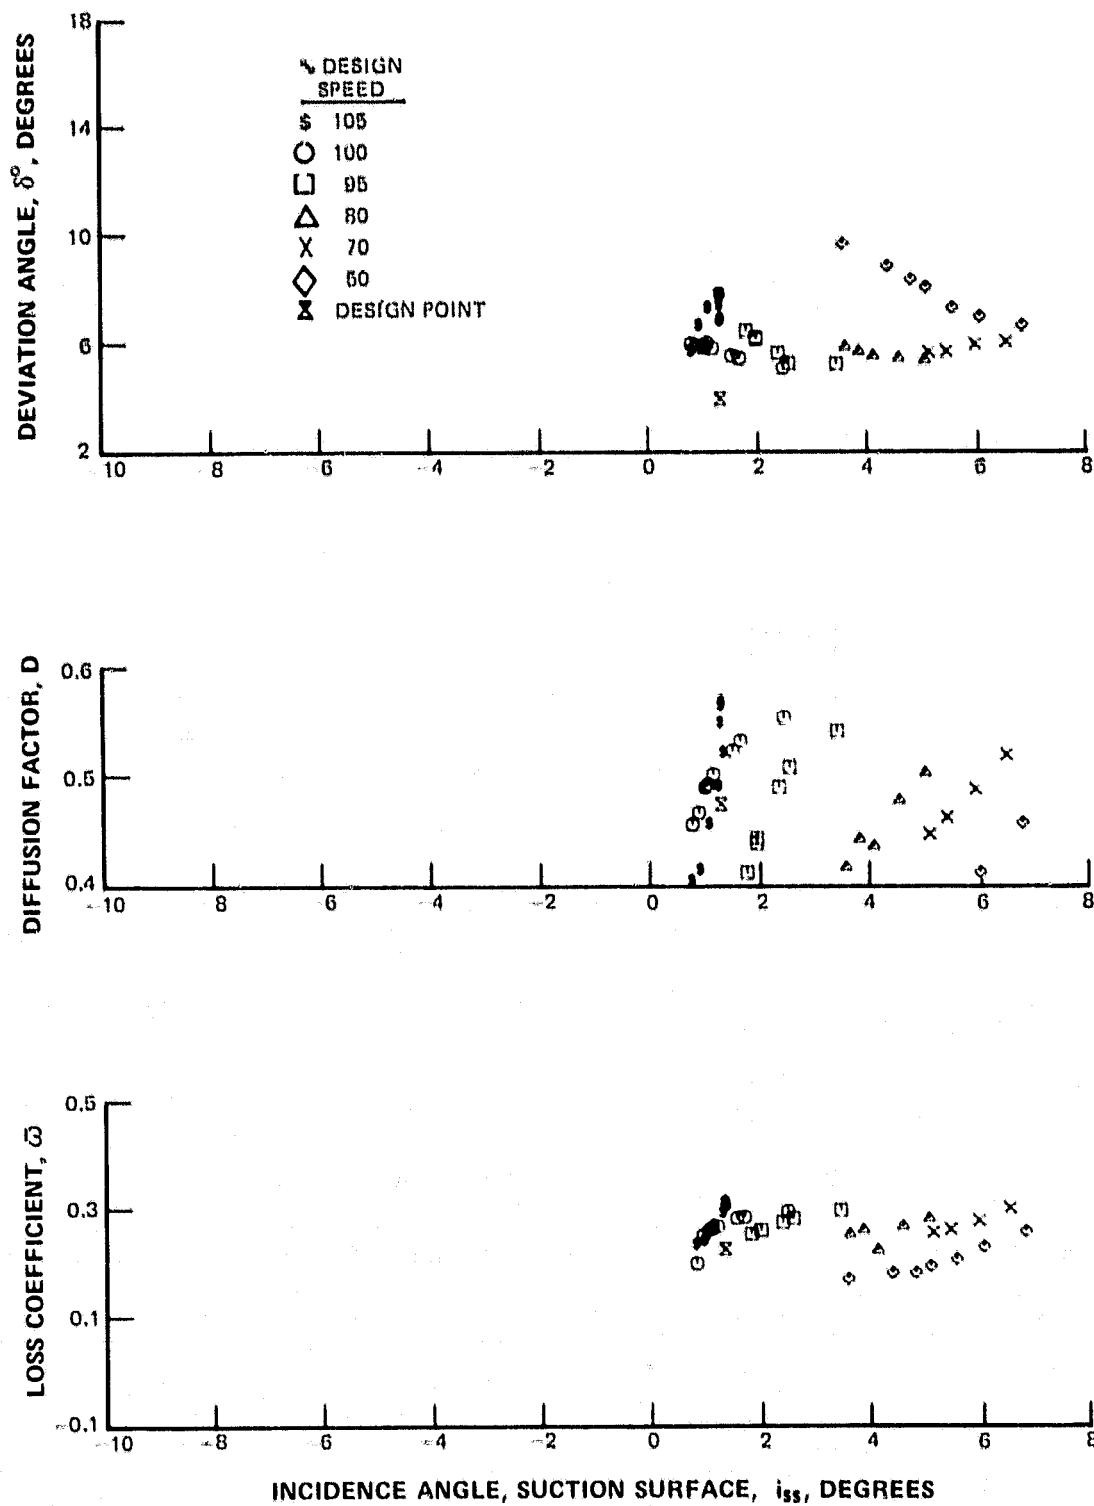 18
14
10
6
2
DEVIATION ANGLE, δ°, DEGREES
% DESIGN
SPEED
105
100
95
80
70
50
DESIGN POINT
-10 -8 -6 -4 -2 0 2 4 6 8
0.6
0.5
0.4
DIFFUSION FACTOR, D
-10 -8 -6 -4 -2 0 2 4 6 8
0.5
0.3
0.1
-0.1
LOSS COEFFICIENT, ω̄
-10 -8 -6 -4 -2 0 2 4 6 8
INCIDENCE ANGLE, SUCTION SURFACE, iss, DEGREES